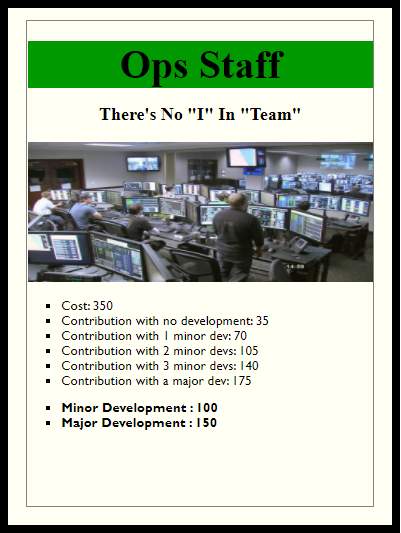 Ops Staff
There's No "I" In "Team"
14:39
Cost: 350
Contribution with no development: 35
Contribution with 1 minor dev: 70
Contribution with 2 minor devs: 105
Contribution with 3 minor devs: 140
Contribution with a major dev: 175
Minor Development : 100
Major Development : 150